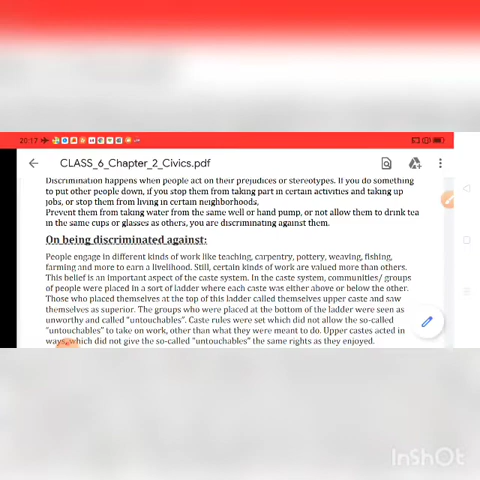 20:17
CLASS_6_Chapter_2_Civics.pdf
Discrimination happens when people act on their prejudices or stereotypes. If you do something
to put other people down, if you stop them from taking part in certain activities and taking up
jobs, or stop them from living in certain neighborhoods,
Prevent them from taking water from the same well or hand pump, or not allow them to drink tea
in the same cups or glasses as others, you are discriminating against them.
On being discriminated against:
People engage in different kinds of work like teaching, carpentry, pottery, weaving, fishing,
farming and more to earn a livelihood. Still, certain kinds of work are valued more than others.
This belief is an important aspect of the caste system. In the caste system, communities/ groups
of people were placed in a sort of ladder where each caste was either above or below the other.
Those who placed themselves at the top of this ladder called themselves upper caste and saw
themselves as superior. The groups who were placed at the bottom of the ladder were seen as
unworthy and called "untouchables". Caste rules were set which did not allow the so-called
"untouchables" to take on work, other than what they were meant to do. Upper castes acted in
ways, which did not give the so-called "untouchables" the same rights as they enjoyed.
InShOt